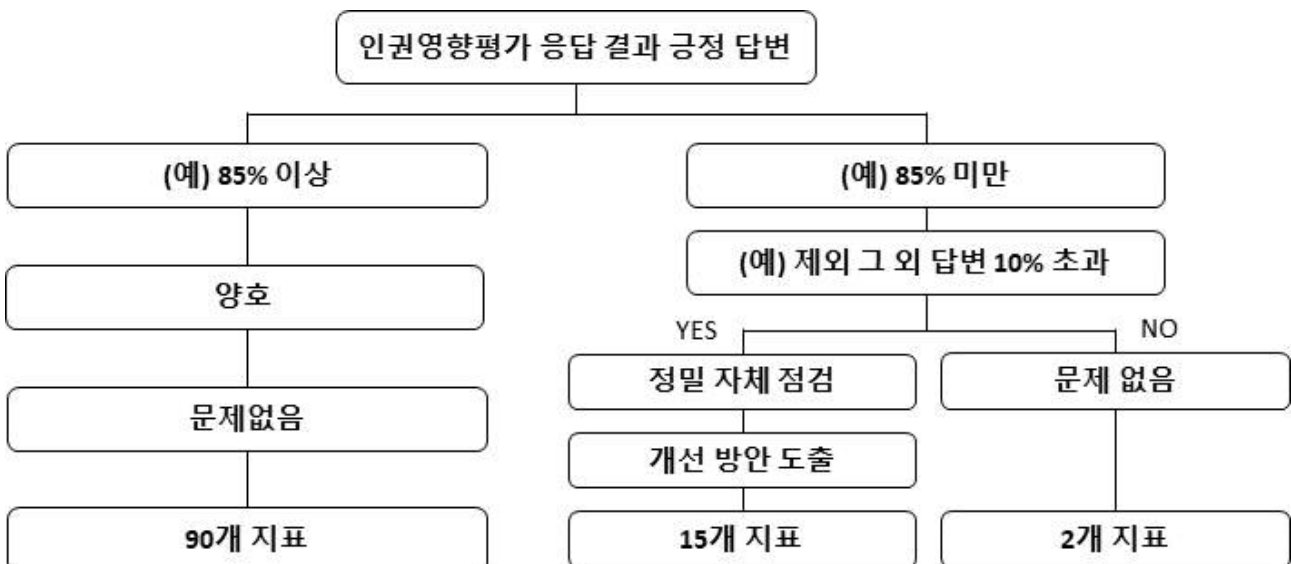 인권영향평가 응답 결과 긍정 답변
(예) 85% 이상
(예) 85% 미만
(예) 제외 그 외 답변 10% 초과
양호
YES
NO
정밀 자체 점검
문제 없음
문제없음
개선 방안 도출
90개 지표
15개 지표
2개 지표